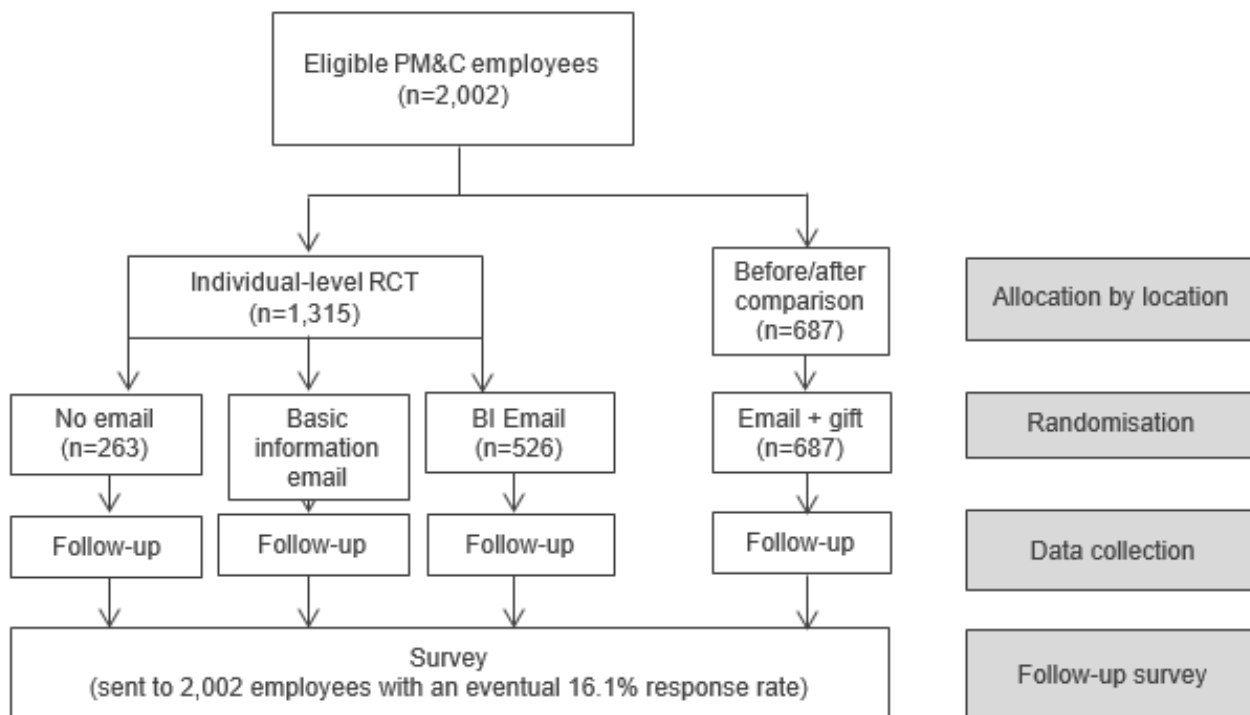 Eligible PM&C employees
(n=2,002)
Individual-level RCT
(n=1,315)
Before/after
comparison
(n=687)
Allocation by location
No email
(n=263)
Basic
information
email
BI Email
(n=526)
Email + gift
(n=687)
Randomisation
Follow-up
Follow-up
Follow-up
Follow-up
Data collection
Survey
(sent to 2,002 employees with an eventual 16.1% response rate)
Follow-up survey